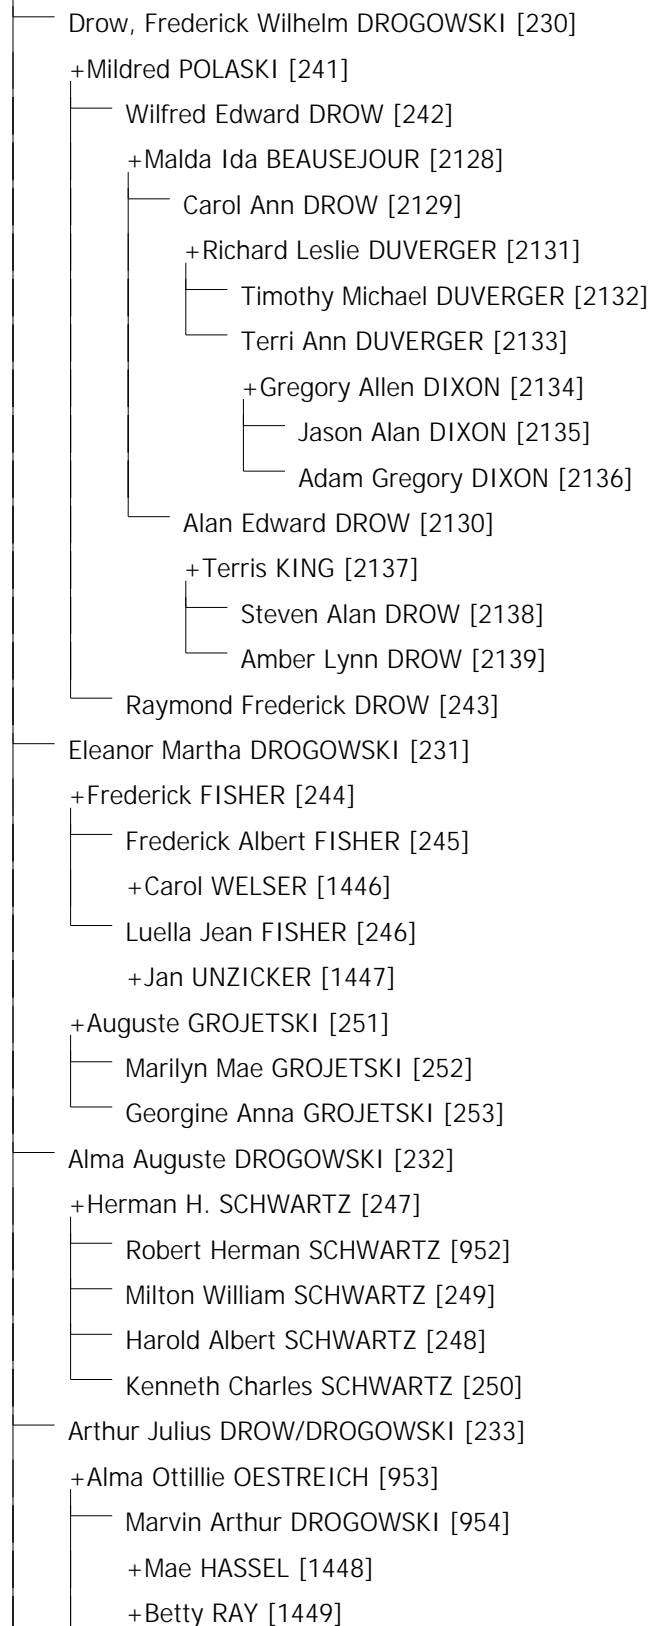 Drow, Frederick Wilhelm DROGOWSKI [230]
+Mildred POLASKI [241]
Wilfred Edward DROW [242]
+Malda Ida BEAUSEJOUR [2128]
Carol Ann DROW [2129]
+Richard Leslie DUVERGER [2131]
Timothy Michael DUVERGER [2132]
Terri Ann DUVERGER [2133]
+Gregory Allen DIXON [2134]
Jason Alan DIXON [2135]
Adam Gregory DIXON [2136]
Alan Edward DROW [2130]
+Terris KING [2137]
Steven Alan DROW [2138]
Amber Lynn DROW [2139]
Raymond Frederick DROW [243]
Eleanor Martha DROGOWSKI [231]
+Frederick FISHER [244]
Frederick Albert FISHER [245]
+Carol WELSER [1446]
Luella Jean FISHER [246]
+Jan UNZICKER [1447]
+Auguste GROJETSKI [251]
Marilyn Mae GROJETSKI [252]
Georgine Anna GROJETSKI [253]
Alma Auguste DROGOWSKI [232]
+Herman H. SCHWARTZ [247]
Robert Herman SCHWARTZ [952]
Milton William SCHWARTZ [249]
Harold Albert SCHWARTZ [248]
Kenneth Charles SCHWARTZ [250]
Arthur Julius DROW/DROGOWSKI [233]
+Alma Ottillie OESTREICH [953]
Marvin Arthur DROGOWSKI [954]
+Mae HASSEL [1448]
+Betty RAY [1449]